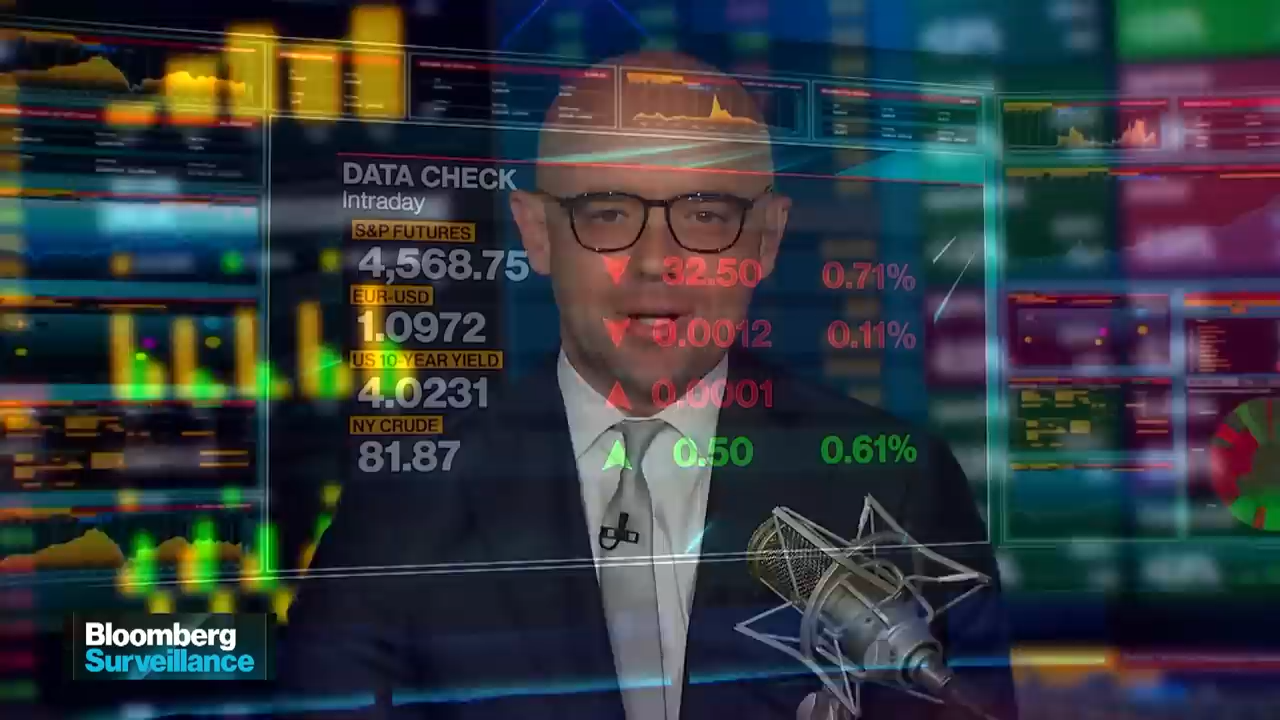 DATA CHECK
Intraday
S&P FUTURES
4,568.75 ▼ 32.50 0.71%
EUR-USD
1.0972 ▼ 0.0012 0.11%
US 10-YEAR YIELD
4.0231 ▲ 0.0001
NY CRUDE
81.87 ▲ 0.50 0.61%
Bloomberg
Surveillance